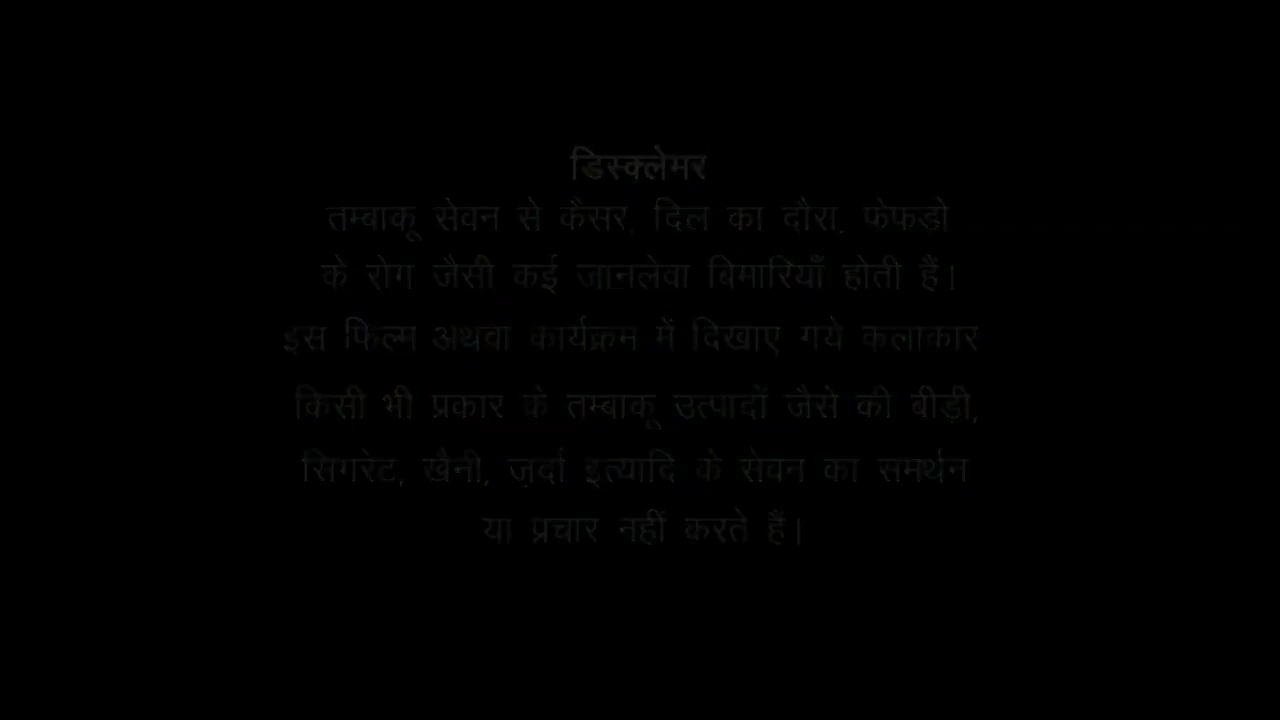 डिस्क्लेमर
तम्बाकू सेवन से कैंसर, दिल का दौरा, फेफडो
के रोग जैसी कई जानलेवा बिमारियाँ होती हैं।
इस फिल्म अथवा कार्यक्रम में दिखाए गये कलाकार
किसी भी प्रकार के तम्बाकू उत्पादों जैसे की बीड़ी,
सिगरेट, खैनी, ज़र्दा इत्यादि के सेवन का समर्थन
या प्रचार नहीं करते हैं।